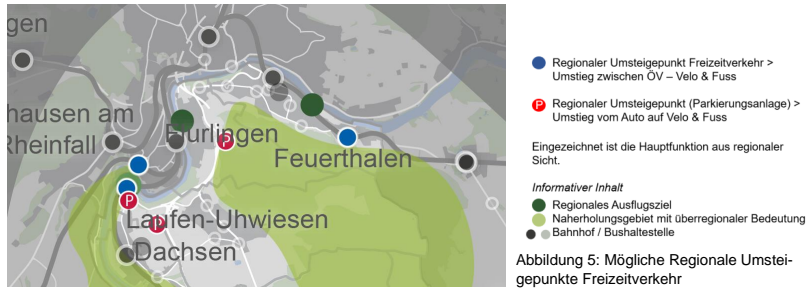 gen
hausen am
Rheinfall
Flurlingen
Feuerthalen
P
P
P
Laufen-Uhwiesen
Dachsen
Regionaler Umsteigepunkt Freizeitverkehr >
Umstieg zwischen ÖV – Velo & Fuss
P Regionaler Umsteigepunkt (Parkierungsanlage) >
Umstieg vom Auto auf Velo & Fuss
Eingezeichnet ist die Hauptfunktion aus regionaler
Sicht.
Informativer Inhalt
Regionales Ausflugsziel
Naherholungsgebiet mit überregionaler Bedeutung
Bahnhof / Bushaltestelle
Abbildung 5: Mögliche Regionale Umstei-
gepunkte Freizeitverkehr